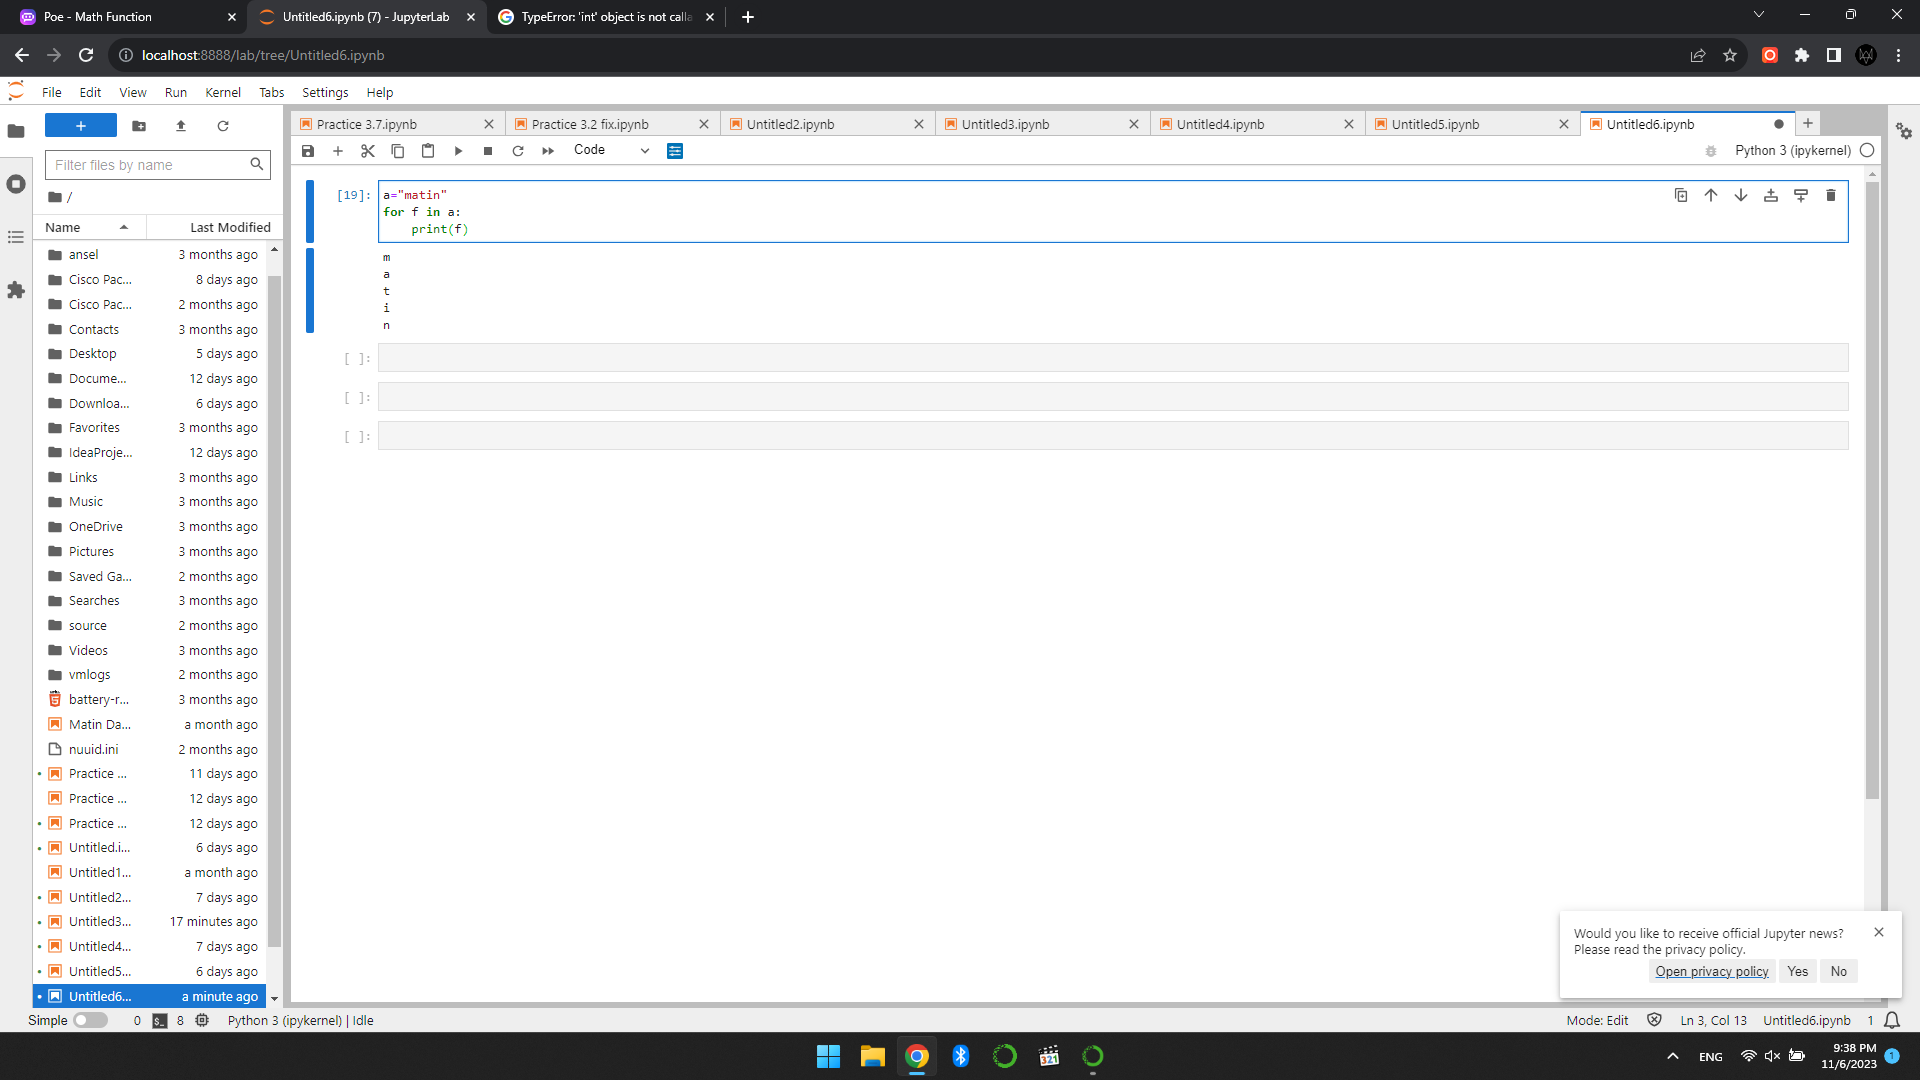 Poe - Math Function
Untitled6.ipynb (7) - JupyterLab
TypeError: 'int' object is not calla
localhost:8888/lab/tree/Untitled6.ipynb
File Edit View Run Kernel Tabs Settings Help
Practice 3.7.ipynb
Practice 3.2 fix.ipynb
Untitled2.ipynb
Untitled3.ipynb
Untitled4.ipynb
Untitled5.ipynb
Untitled6.ipynb
Code
Python 3 (ipykernel)
Filter files by name
/
Name Last Modified
ansel 3 months ago
Cisco Pac... 8 days ago
Cisco Pac... 2 months ago
Contacts 3 months ago
Desktop 5 days ago
Docume... 12 days ago
Downloa... 6 days ago
Favorites 3 months ago
IdeaProje... 12 days ago
Links 3 months ago
Music 3 months ago
OneDrive 3 months ago
Pictures 3 months ago
Saved Ga... 2 months ago
Searches 3 months ago
source 2 months ago
Videos 3 months ago
vmlogs 2 months ago
battery-r... 3 months ago
Matin Da... a month ago
nuuid.ini 2 months ago
Practice ... 11 days ago
Practice ... 12 days ago
Practice ... 12 days ago
Untitled.i... 6 days ago
Untitled1... a month ago
Untitled2... 7 days ago
Untitled3... 17 minutes ago
Untitled4... 7 days ago
Untitled5... 6 days ago
Untitled6... a minute ago
[19]: a="matin"
for f in a:
    print(f)
m
a
t
i
n
[ ]:
[ ]:
[ ]:
Would you like to receive official Jupyter news?
Please read the privacy policy.
Open privacy policy Yes No
Simple 0 $_ 8 Python 3 (ipykernel) | Idle
Mode: Edit Ln 3, Col 13 Untitled6.ipynb 1
321
ENG
9:38 PM
11/6/2023
1